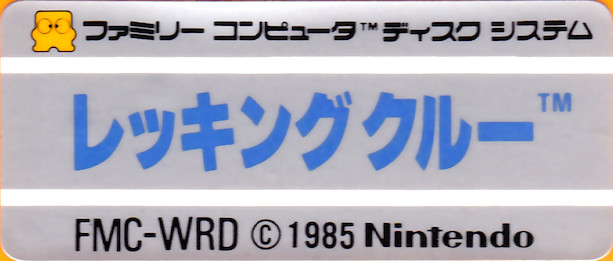 ファミリー コンピュータ™ ディスク システム
レッキングクルー™
FMC-WRD © 1985 Nintendo